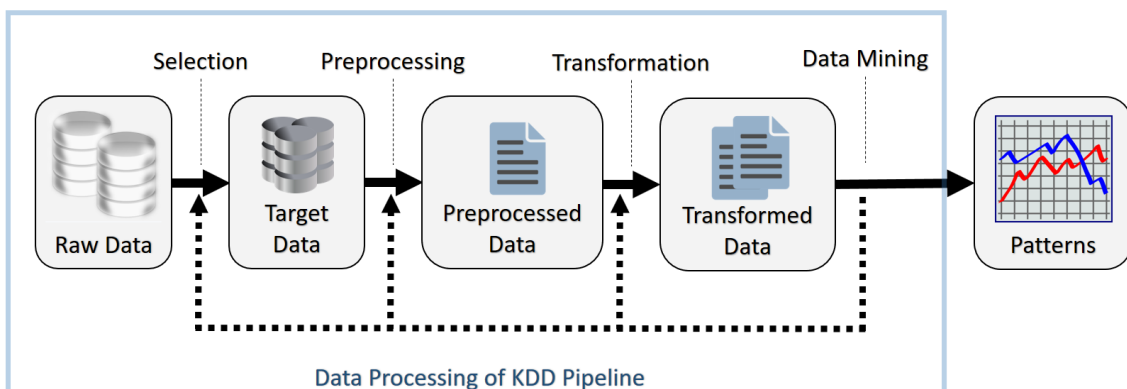 Selection
Preprocessing
Transformation
Data Mining
Raw Data
Target
Data
Preprocessed
Data
Transformed
Data
Patterns
Data Processing of KDD Pipeline